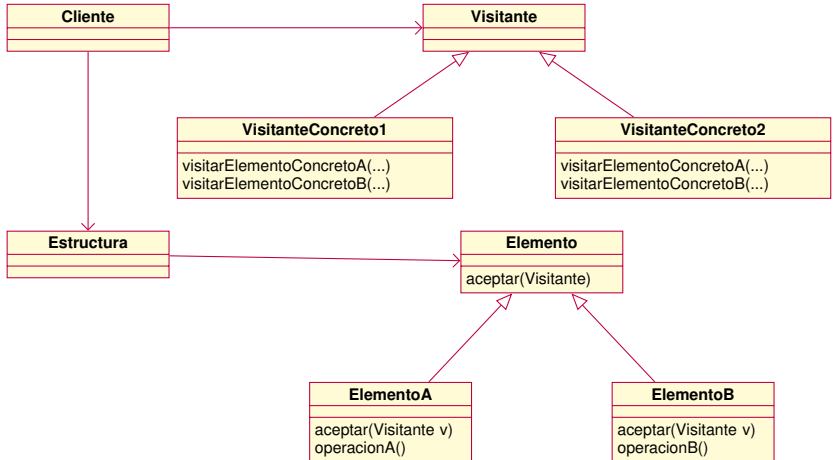 Cliente
Visitante
VisitanteConcreto1
visitarElementoConcretoA(...)
visitarElementoConcretoB(...)
VisitanteConcreto2
visitarElementoConcretoA(...)
visitarElementoConcretoB(...)
Estructura
Elemento
aceptar(Visitante)
ElementoA
aceptar(Visitante v)
operacionA()
ElementoB
aceptar(Visitante v)
operacionB()